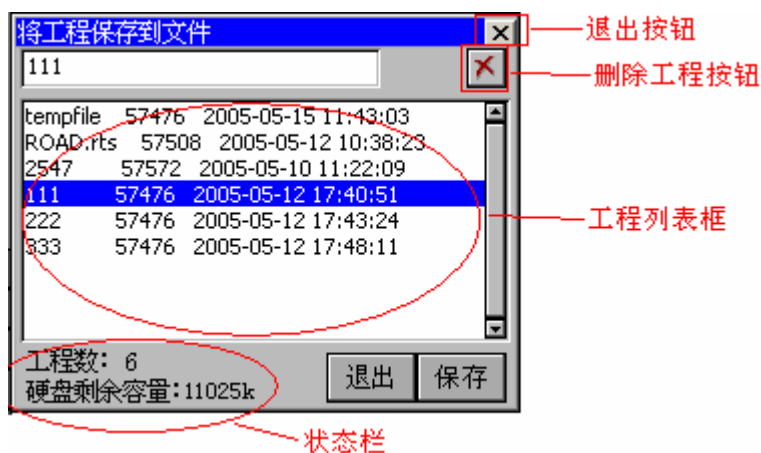 将工程保存到文件
退出按钮
111
删除工程按钮
tempfile 57476 2005-05-15 11:43:03
ROAD.rts 57508 2005-05-12 10:38:23
2547 57572 2005-05-10 11:22:09
111 57476 2005-05-12 17:40:51
222 57476 2005-05-12 17:43:24
工程列表框
333 57476 2005-05-12 17:48:11
工程数: 6
硬盘剩余容量:11025k
退出
保存
状态栏